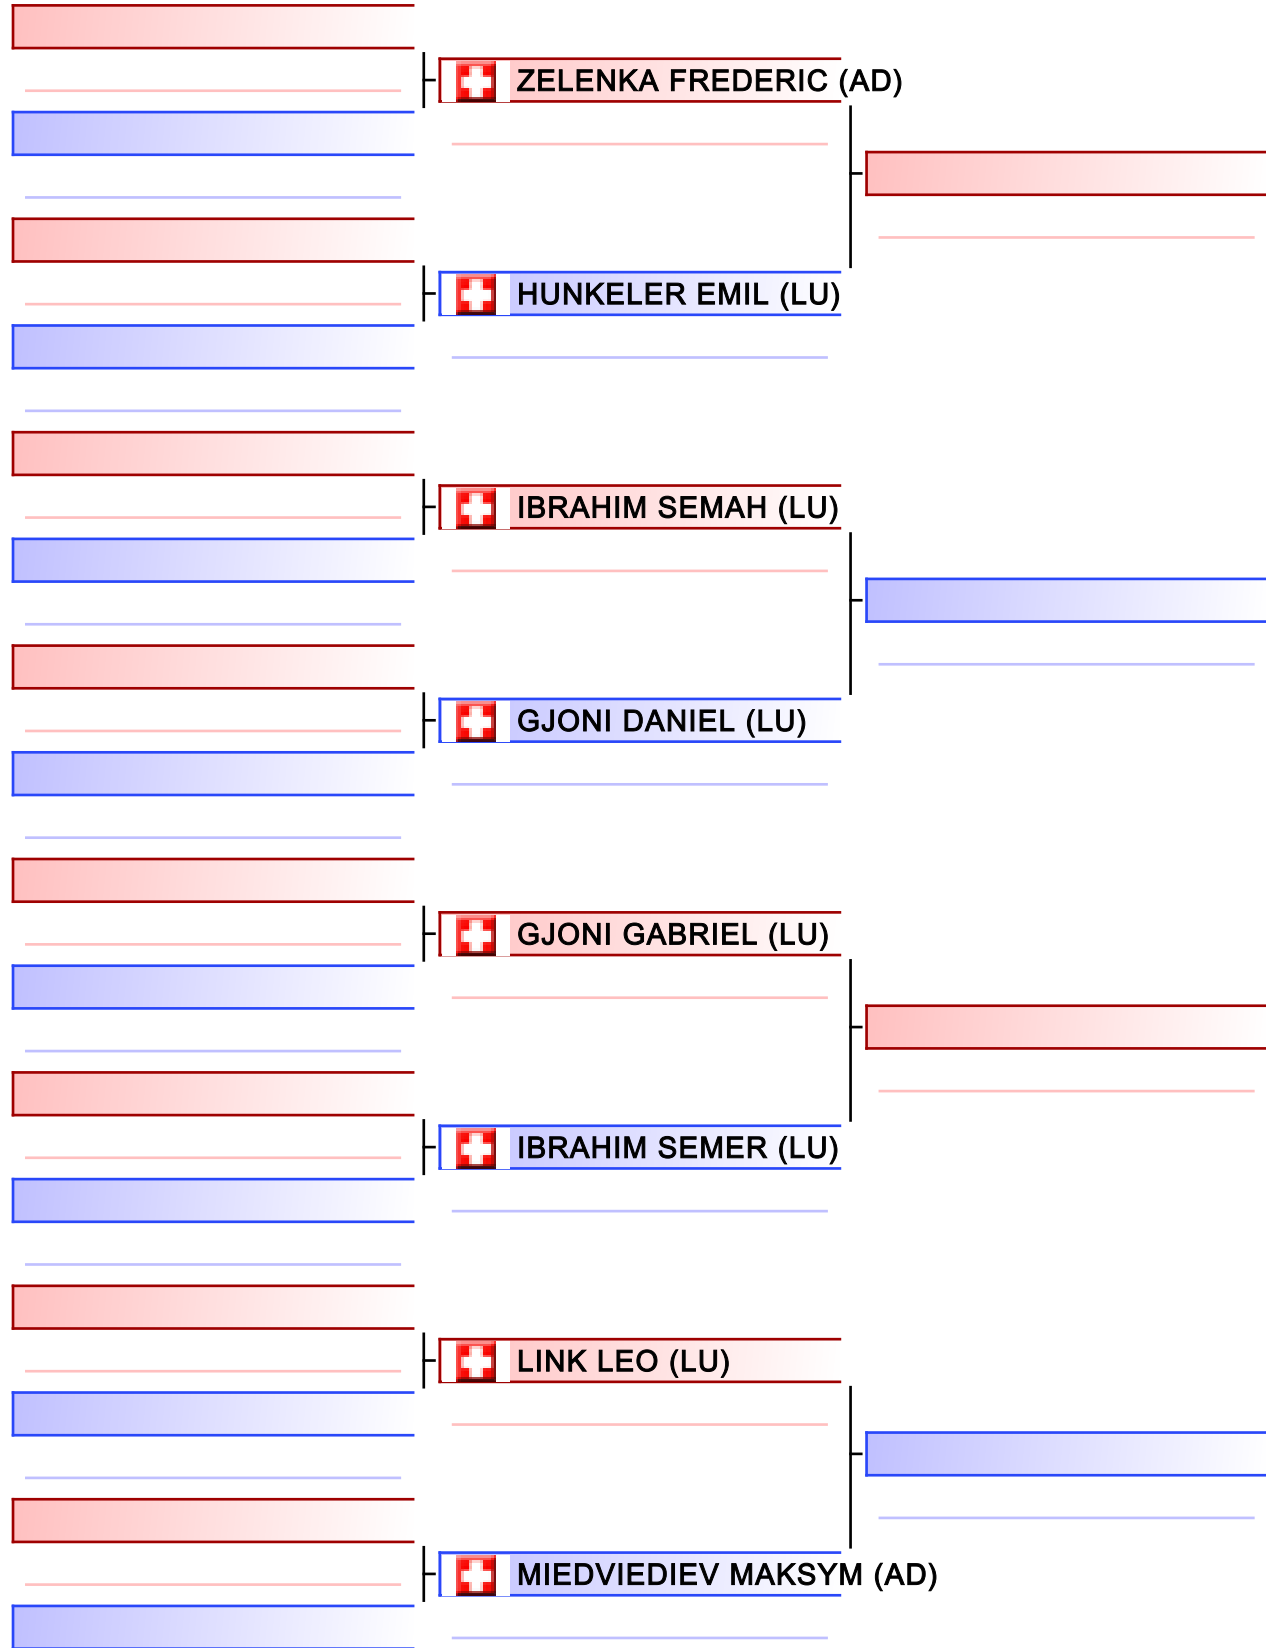 ZELENKA FREDERIC (AD)
HUNKELER EMIL (LU)
IBRAHIM SEMAH (LU)
GJONI DANIEL (LU)
GJONI GABRIEL (LU)
IBRAHIM SEMER (LU)
LINK LEO (LU)
MIEDVIEDIEV MAKSYM (AD)